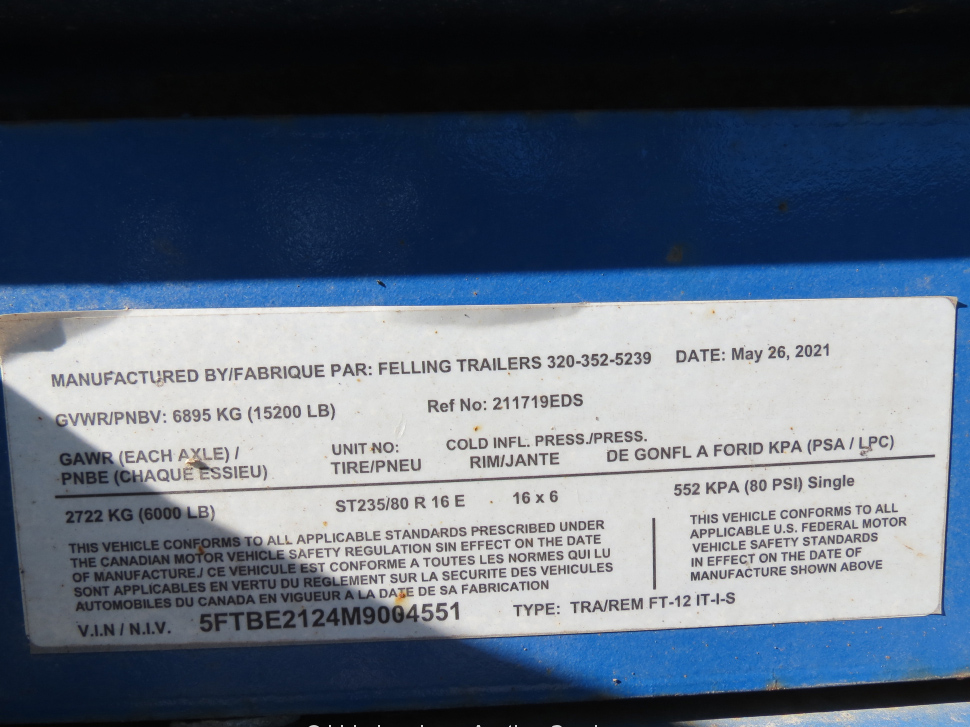 MANUFACTURED BY/FABRIQUE PAR: FELLING TRAILERS 320-352-5239 DATE: May 26, 2021
GVWR/PNBV: 6895 KG (15200 LB) Ref No: 211719EDS
GAWR (EACH AXLE) / UNIT NO: COLD INFL. PRESS./PRESS.
PNBE (CHAQUE ESSIEU) TIRE/PNEU RIM/JANTE DE GONFL A FORID KPA (PSA / LPC)
2722 KG (6000 LB) ST235/80 R 16 E 16 x 6 552 KPA (80 PSI) Single
THIS VEHICLE CONFORMS TO ALL APPLICABLE STANDARDS PRESCRIBED UNDER
THE CANADIAN MOTOR VEHICLE SAFETY REGULATION SIN EFFECT ON THE DATE
OF MANUFACTURE./ CE VEHICULE EST CONFORME A TOUTES LES NORMES QUI LU
SONT APPLICABLES EN VERTU DU REGLEMENT SUR LA SECURITE DES VEHICULES
AUTOMOBILES DU CANADA EN VIGUEUR A LA DATE DE SA FABRICATION
THIS VEHICLE CONFORMS TO ALL
APPLICABLE U.S. FEDERAL MOTOR
VEHICLE SAFETY STANDARDS
IN EFFECT ON THE DATE OF
MANUFACTURE SHOWN ABOVE
V.I.N / N.I.V. 5FTBE2124M9004551 TYPE: TRA/REM FT-12 IT-I-S